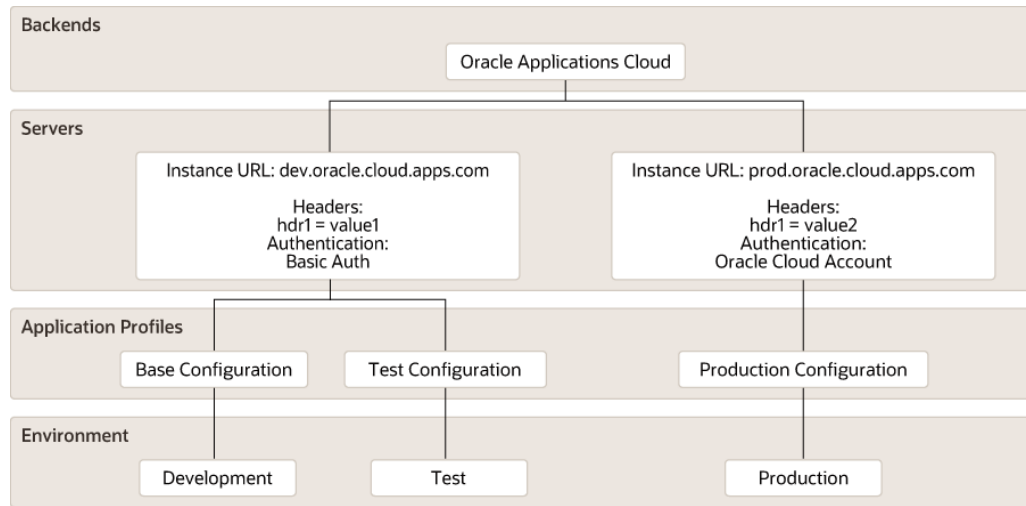 Backends
Oracle Applications Cloud
Servers
Instance URL: dev.oracle.cloud.apps.com
Headers:
hdr1 = value1
Authentication:
Basic Auth
Instance URL: prod.oracle.cloud.apps.com
Headers:
hdr1 = value2
Authentication:
Oracle Cloud Account
Application Profiles
Base Configuration
Test Configuration
Production Configuration
Environment
Development
Test
Production